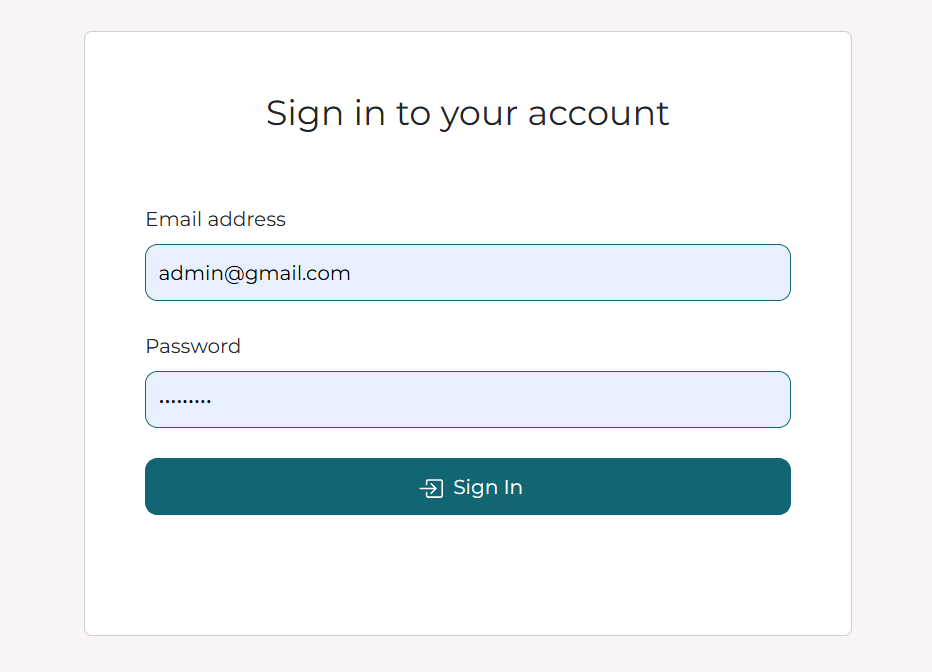 Sign in to your account
Email address
admin@gmail.com
Password
•••••••••
Sign In